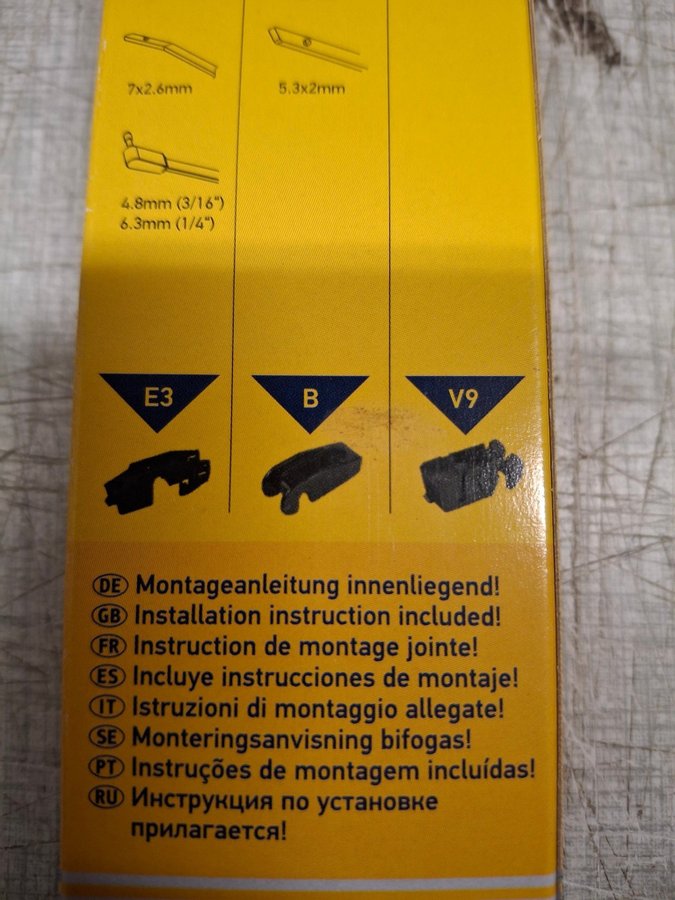 7x2.6mm
5.3x2mm
4.8mm (3/16")
6.3mm (1/4")
E3
B
V9
DE Montageanleitung innenliegend!
GB Installation instruction included!
FR Instruction de montage jointe!
ES Incluye instrucciones de montaje!
IT Istruzioni di montaggio allegate!
SE Monteringsanvisning bifogas!
PT Instruções de montagem incluídas!
RU Инструкция по установке
прилагается!